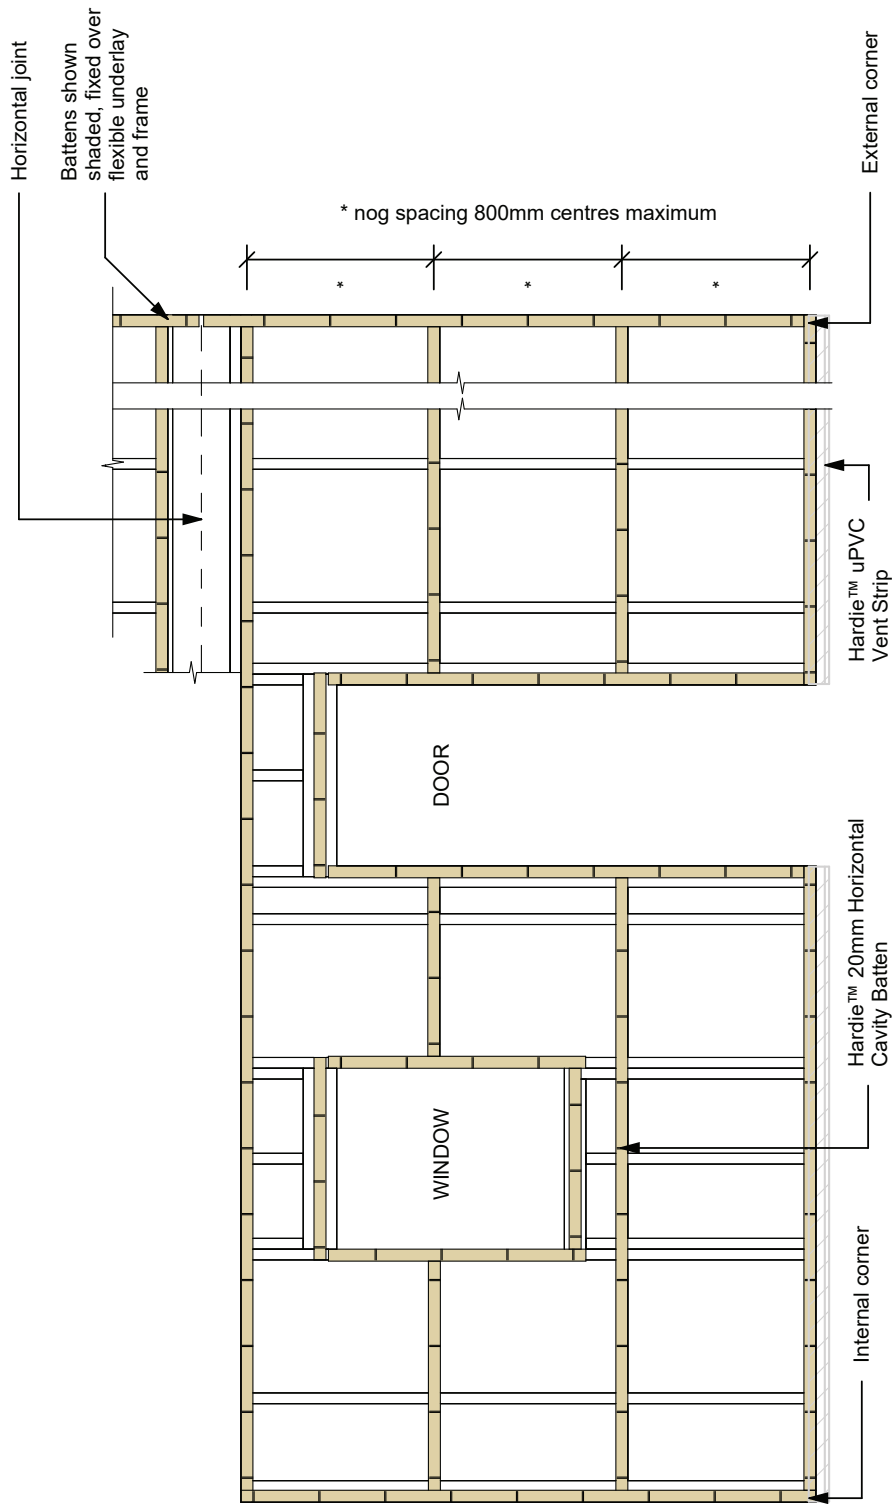 Horizontal joint
Battens shown
shaded, fixed over
flexible underlay
and frame
* nog spacing 800mm centres maximum
*
*
*
External corner
DOOR
Hardie™ uPVC
Vent Strip
WINDOW
Hardie™ 20mm Horizontal
Cavity Batten
Internal corner